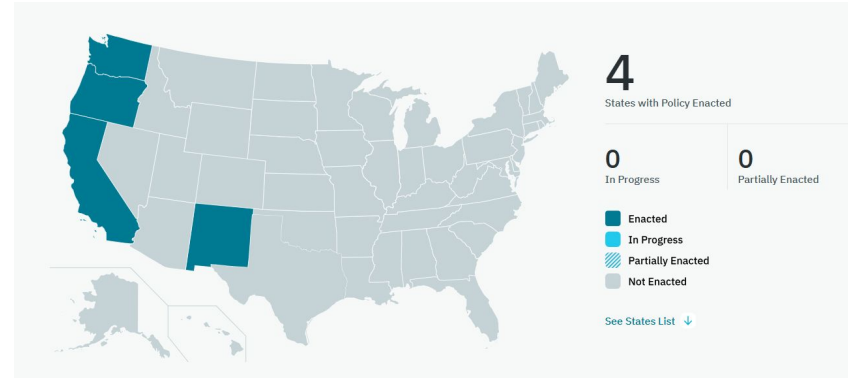 4
States with Policy Enacted
0
In Progress
0
Partially Enacted
Enacted
In Progress
Partially Enacted
Not Enacted
See States List ↓